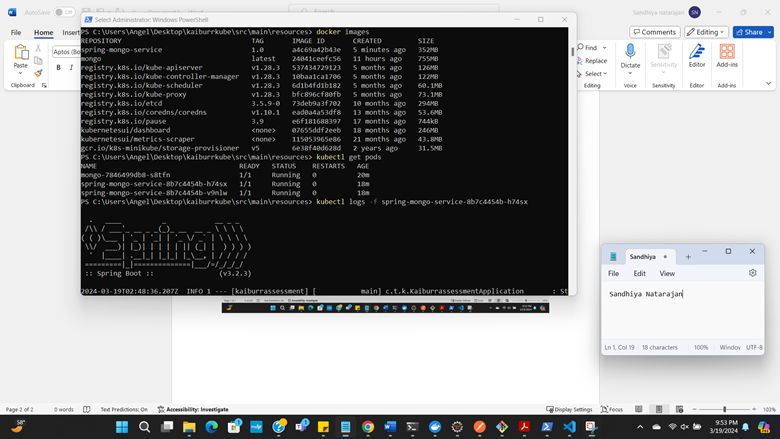 AutoSave Off
Sandhiya natarajan SN
File Home Insert
Comments Editing Share
Paste
Clipboard
Aptos (Bo
B I
Find
Replace
Select
Editing
Dictate
Voice
Sensitivity
Sensitivity
Editor
Editor
Add-ins
Add-ins
Select Administrator: Windows PowerShell
PS C:\Users\Angel\Desktop\kaiburrkube\src\main\resources> docker images
REPOSITORY TAG IMAGE ID CREATED SIZE
spring-mongo-service 1.0 a4c69a42b43e 5 minutes ago 352MB
mongo latest 24041ceefc56 11 hours ago 755MB
registry.k8s.io/kube-apiserver v1.28.3 537434729123 5 months ago 126MB
registry.k8s.io/kube-controller-manager v1.28.3 10baa1ca1706 5 months ago 122MB
registry.k8s.io/kube-scheduler v1.28.3 6d1b4fd1b182 5 months ago 60.1MB
registry.k8s.io/kube-proxy v1.28.3 bfc896cf80fb 5 months ago 73.1MB
registry.k8s.io/etcd 3.5.9-0 73deb9a3f702 10 months ago 294MB
registry.k8s.io/coredns/coredns v1.10.1 ead0a4a53df8 13 months ago 53.6MB
registry.k8s.io/pause 3.9 e6f181688397 17 months ago 744kB
kubernetesui/dashboard <none> 07655ddf2eeb 18 months ago 246MB
kubernetesui/metrics-scraper <none> 115053965e86 21 months ago 43.8MB
gcr.io/k8s-minikube/storage-provisioner v5 6e38f40d628d 2 years ago 31.5MB
PS C:\Users\Angel\Desktop\kaiburrkube\src\main\resources> kubectl get pods
NAME READY STATUS RESTARTS AGE
mongo-7846499db8-s8tfn 1/1 Running 0 20m
spring-mongo-service-8b7c4454b-h74sx 1/1 Running 0 18m
spring-mongo-service-8b7c4454b-v9nlw 1/1 Running 0 18m
PS C:\Users\Angel\Desktop\kaiburrkube\src\main\resources> kubectl logs -f spring-mongo-service-8b7c4454b-h74sx
:: Spring Boot :: (v3.2.3)
2024-03-19T02:48:36.207Z INFO 1 --- [kaiburrassessment] [ main] c.t.k.KaiburrassessmentApplication : St
Sandhiya
File Edit View
Sandhiya Natarajan
Ln 1, Col 19 18 characters 100% Window UTF-8
Page 2 of 2 0 words Text Predictions: On Accessibility: Investigate Display Settings Focus 103%
58°
9:53 PM
3/19/2024